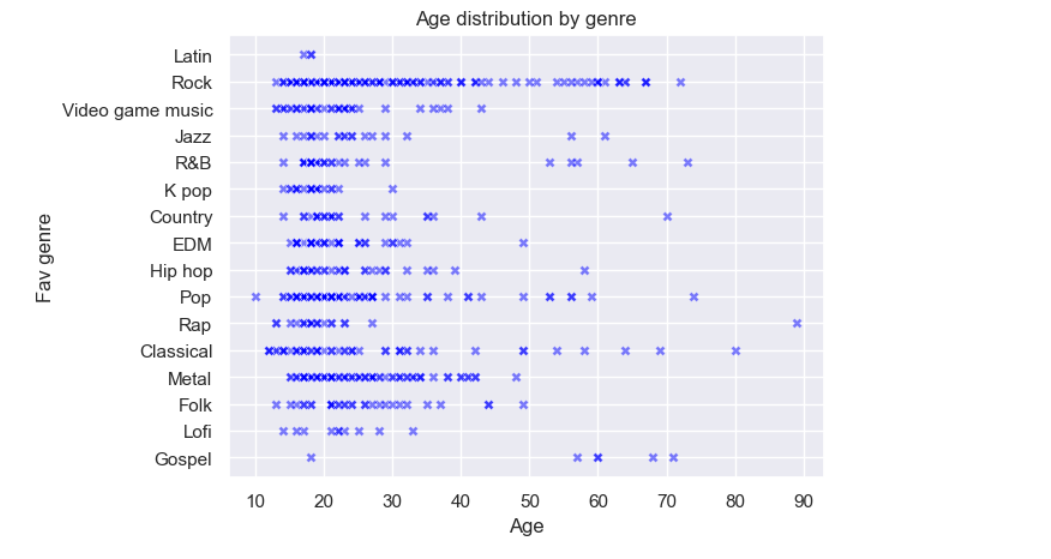 Age distribution by genre
Fav genre
Latin
Rock
Video game music
Jazz
R&B
K pop
Country
EDM
Hip hop
Pop
Rap
Classical
Metal
Folk
Lofi
Gospel
10 20 30 40 50 60 70 80 90
Age